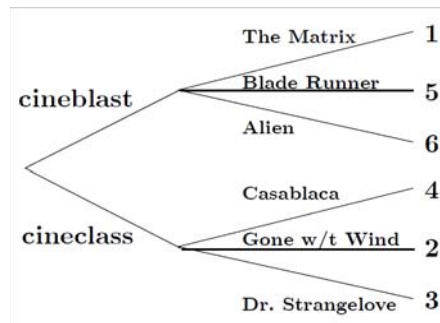 The Matrix 1
cineblast
Blade Runner 5
Alien 6
Casablaca 4
cineclass
Gone w/t Wind 2
Dr. Strangelove 3